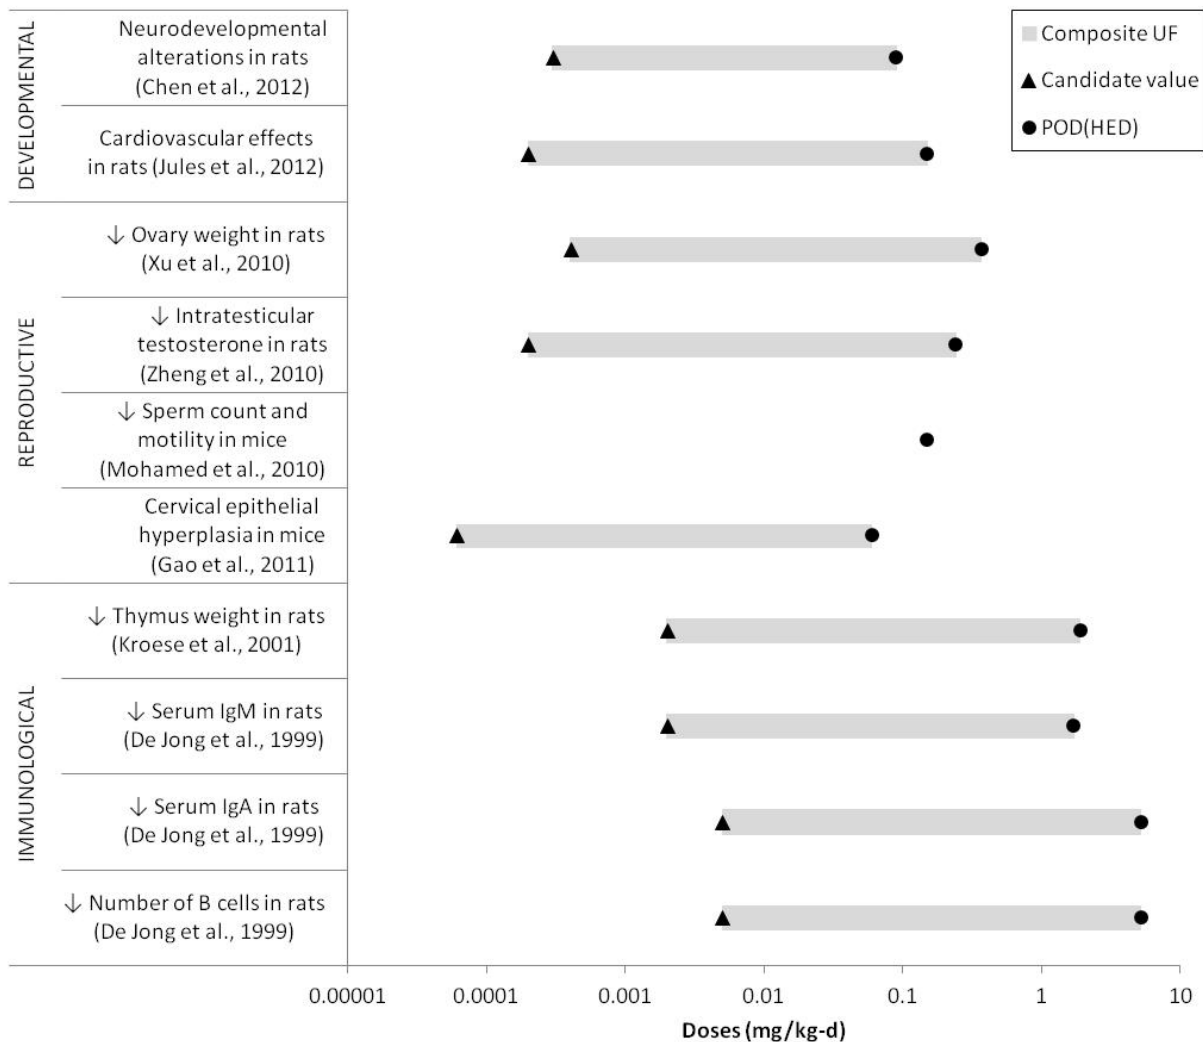 DEVELOPMENTAL
Neurodevelopmental
alterations in rats
(Chen et al., 2012)
Cardiovascular effects
in rats (Jules et al., 2012)
REPRODUCTIVE
↓ Ovary weight in rats
(Xu et al., 2010)
↓ Intratesticular
testosterone in rats
(Zheng et al., 2010)
↓ Sperm count and
motility in mice
(Mohamed et al., 2010)
Cervical epithelial
hyperplasia in mice
(Gao et al., 2011)
IMMUNOLOGICAL
↓ Thymus weight in rats
(Kroese et al., 2001)
↓ Serum IgM in rats
(De Jong et al., 1999)
↓ Serum IgA in rats
(De Jong et al., 1999)
↓ Number of B cells in rats
(De Jong et al., 1999)
Composite UF
Candidate value
POD(HED)
0.00001 0.0001 0.001 0.01 0.1 1 10
Doses (mg/kg-d)